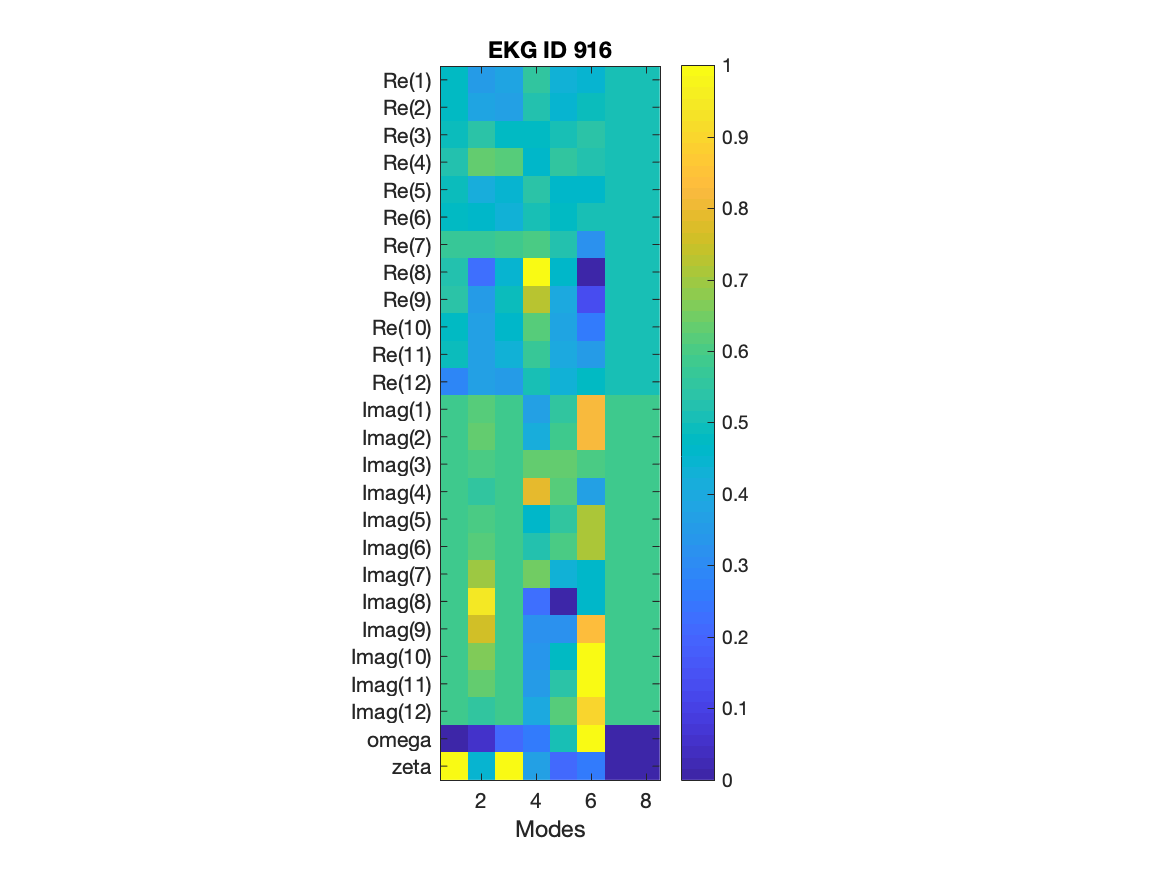 EKG ID 916
Re(1)
Re(2)
Re(3)
Re(4)
Re(5)
Re(6)
Re(7)
Re(8)
Re(9)
Re(10)
Re(11)
Re(12)
Imag(1)
Imag(2)
Imag(3)
Imag(4)
Imag(5)
Imag(6)
Imag(7)
Imag(8)
Imag(9)
Imag(10)
Imag(11)
Imag(12)
omega
zeta
2 4 6 8
Modes
1
0.9
0.8
0.7
0.6
0.5
0.4
0.3
0.2
0.1
0